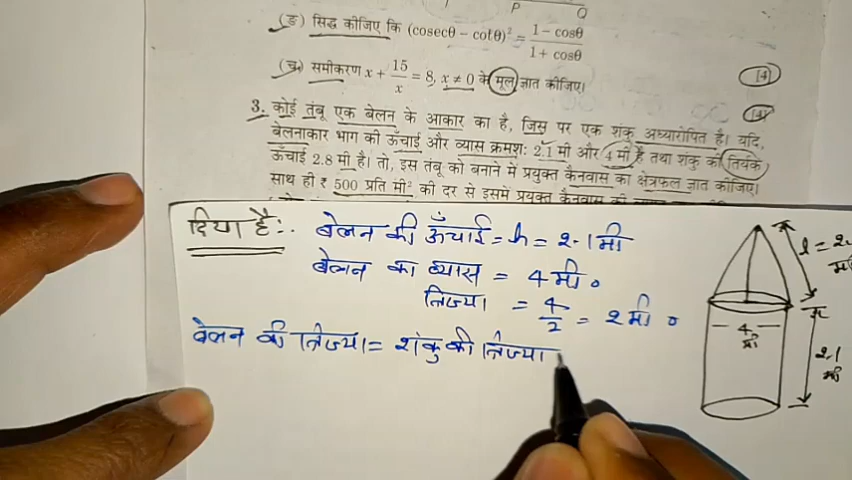 P Q
(ङ) सिद्ध कीजिए कि (cosecθ – cotθ)² = 1 – cosθ / 1 + cosθ
(च) समीकरण x + 15/x = 8, x ≠ 0 के मूल ज्ञात कीजिए। [4]
3. कोई तंबू एक बेलन के आकार का है, जिस पर एक शंकु अध्यारोपित है। यदि,
बेलनाकार भाग की ऊँचाई और व्यास क्रमशः 2.1 मी और 4 मी है तथा शंकु की तिर्यक
ऊँचाई 2.8 मी है। तो, इस तंबू को बनाने में प्रयुक्त कैनवास का क्षेत्रफल ज्ञात कीजिए।
साथ ही ₹ 500 प्रति मी² की दर से इसमें प्रयुक्त कैनवास की
दिया है:-
बेलन की ऊँचाई = h = 2.1 मी
बेलन का व्यास = 4 मी०
त्रिज्या = 4/2 = 2 मी०
बेलन की त्रिज्या = शंकु की त्रिज्या
l = 2.
मी
4
मी
2.1
मी